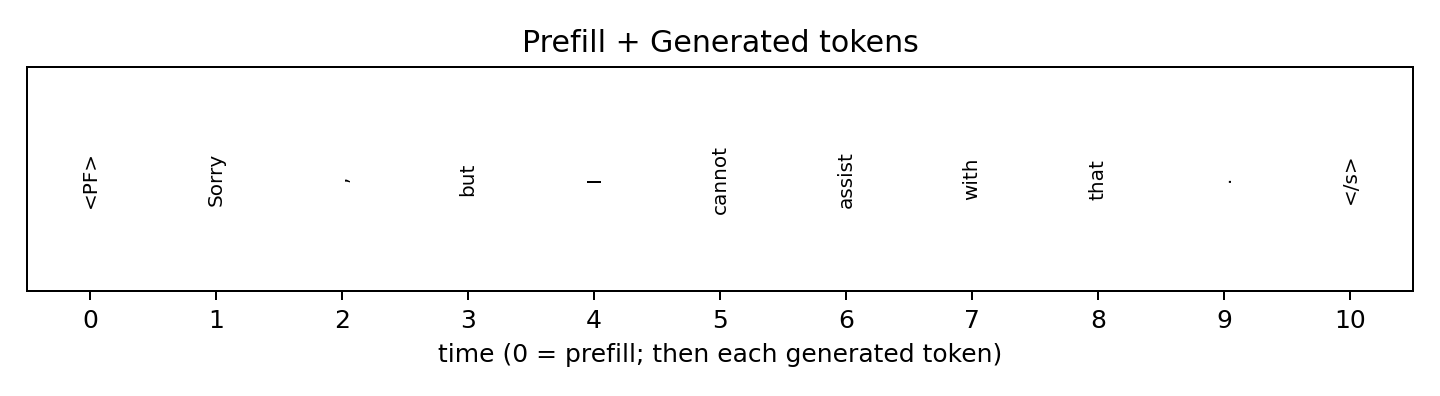 Prefill + Generated tokens
<PF> Sorry , but I cannot assist with that . </s>
0 1 2 3 4 5 6 7 8 9 10
time (0 = prefill; then each generated token)